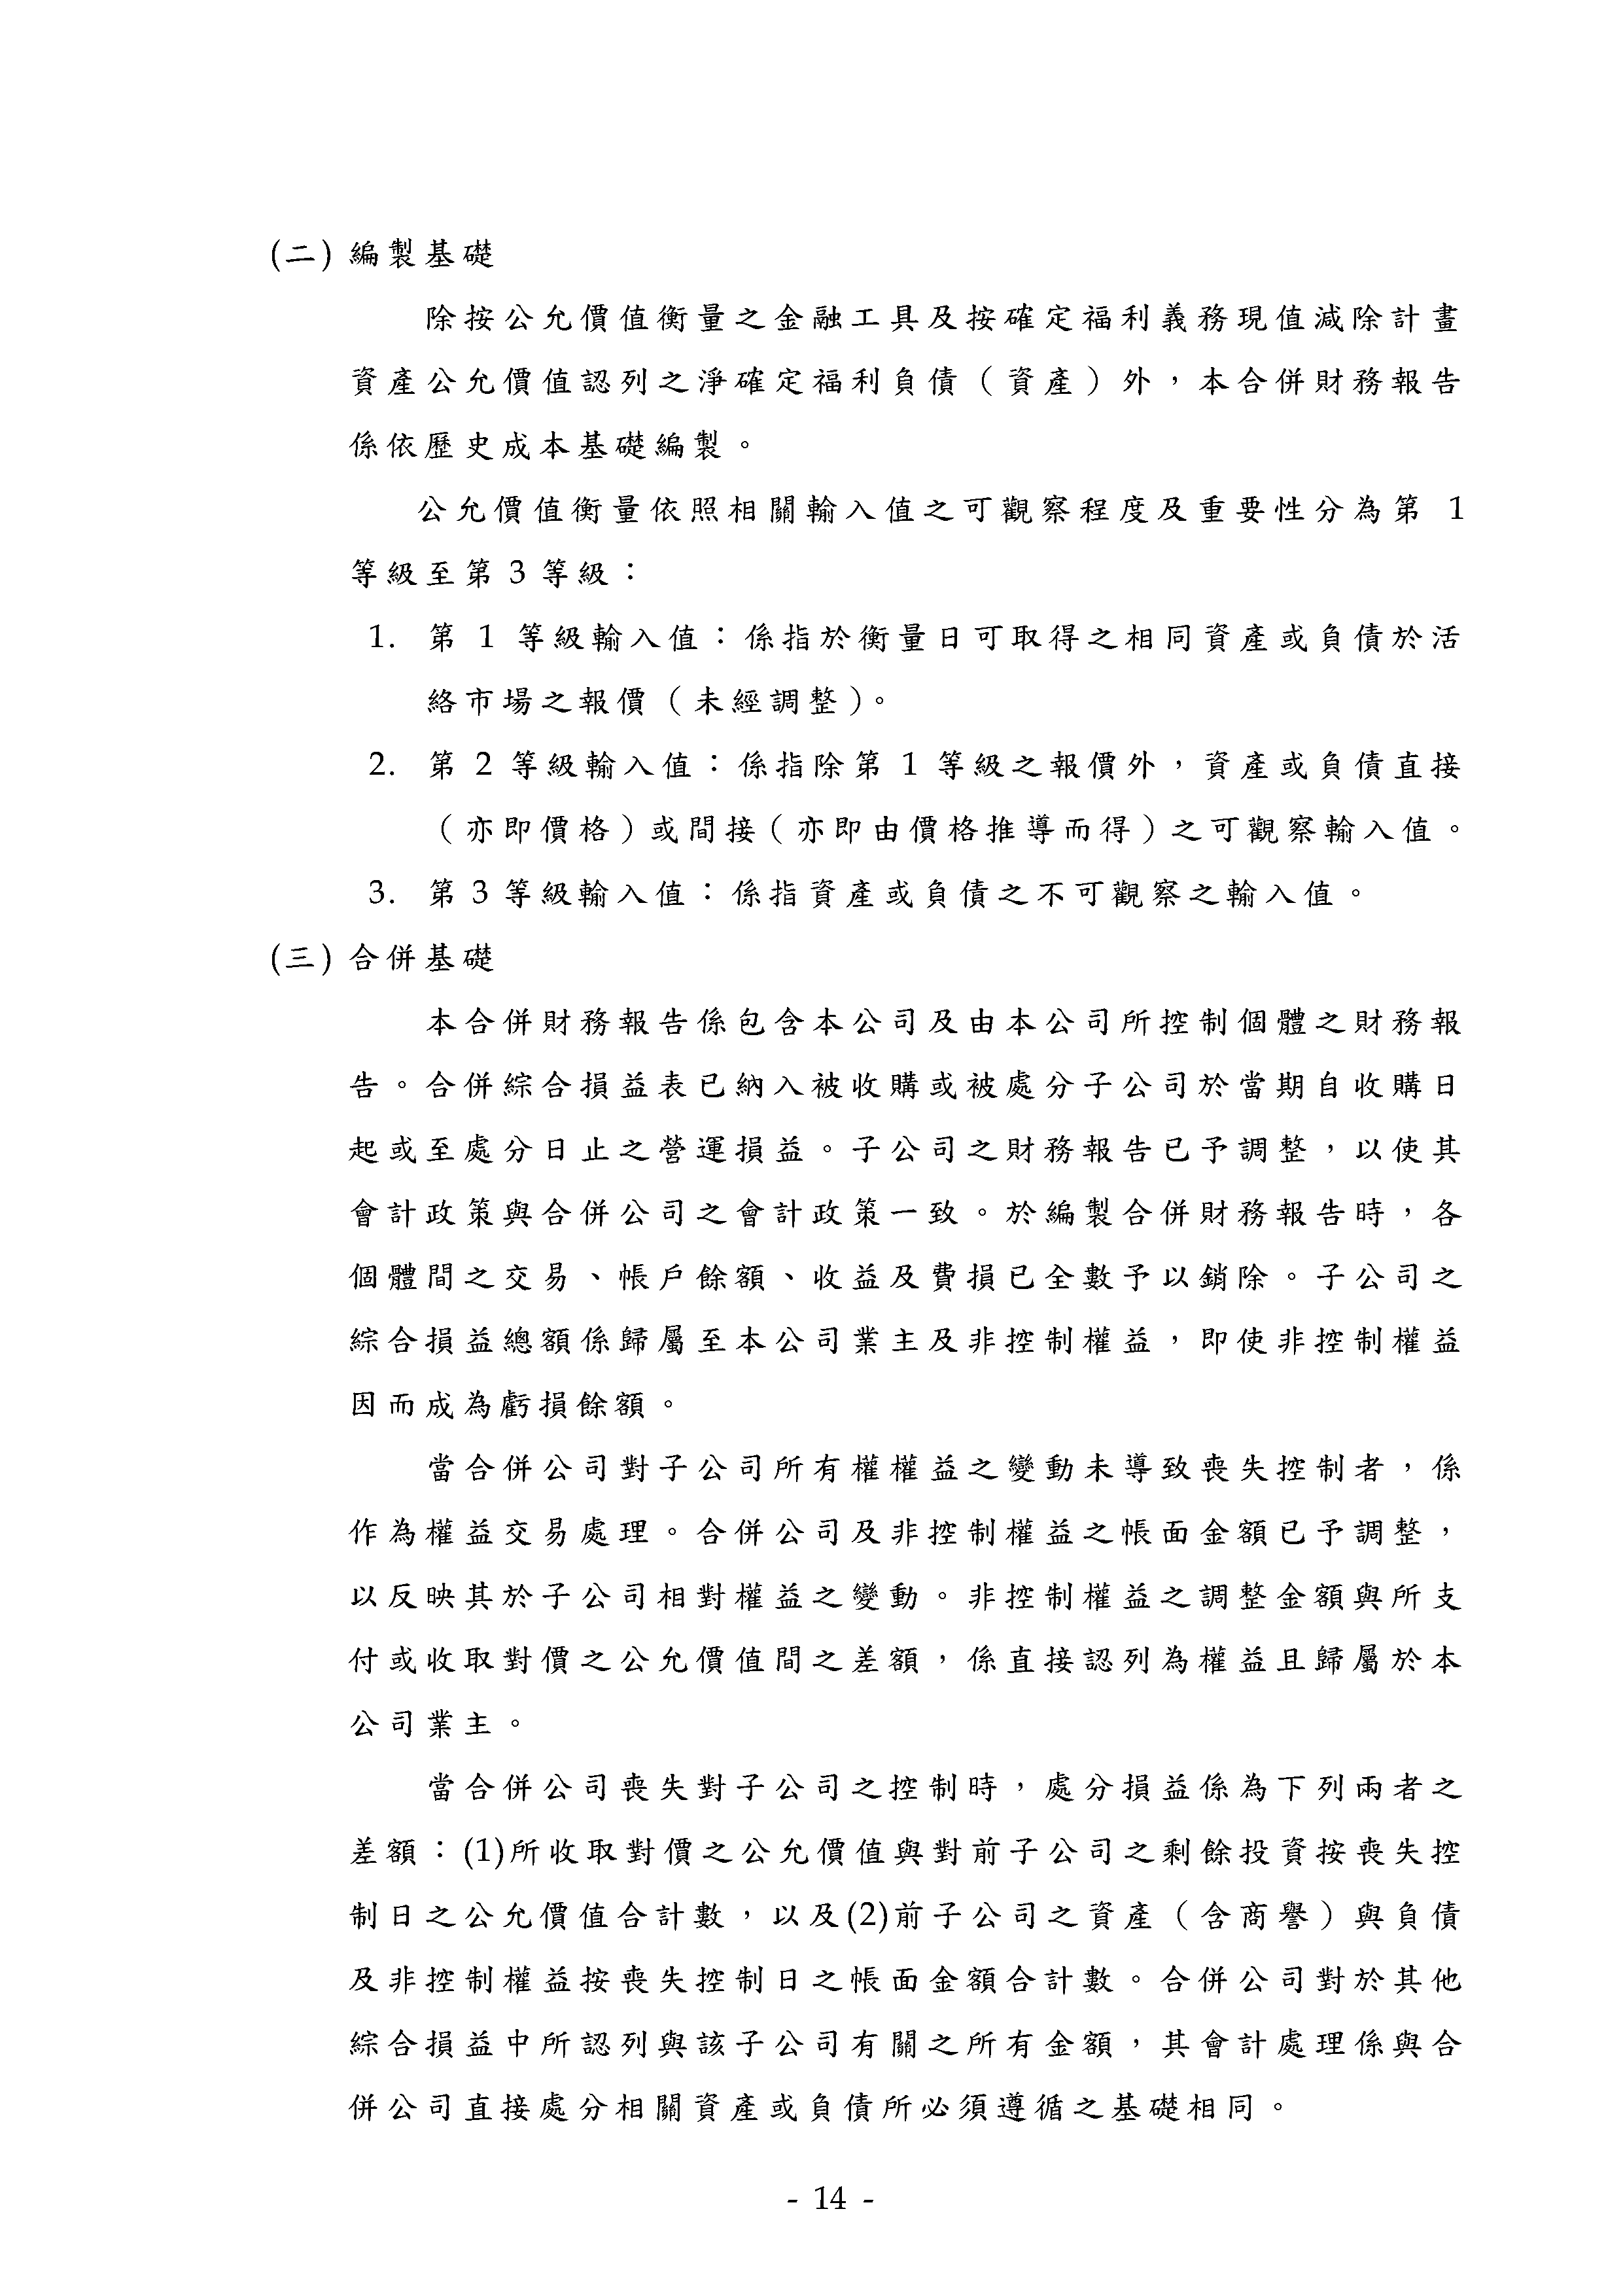 (二) 編製基礎
除按公允價值衡量之金融工具及按確定福利義務現值減除計畫
資產公允價值認列之淨確定福利負債（資產）外，本合併財務報告
係依歷史成本基礎編製。
公允價值衡量依照相關輸入值之可觀察程度及重要性分為第 1
等級至第 3 等級：
1. 第 1 等級輸入值：係指於衡量日可取得之相同資產或負債於活
絡市場之報價（未經調整）。
2. 第 2 等級輸入值：係指除第 1 等級之報價外，資產或負債直接
（亦即價格）或間接（亦即由價格推導而得）之可觀察輸入值。
3. 第 3 等級輸入值：係指資產或負債之不可觀察之輸入值。
(三) 合併基礎
本合併財務報告係包含本公司及由本公司所控制個體之財務報
告。合併綜合損益表已納入被收購或被處分子公司於當期自收購日
起或至處分日止之營運損益。子公司之財務報告已予調整，以使其
會計政策與合併公司之會計政策一致。於編製合併財務報告時，各
個體間之交易、帳戶餘額、收益及費損已全數予以銷除。子公司之
綜合損益總額係歸屬至本公司業主及非控制權益，即使非控制權益
因而成為虧損餘額。
當合併公司對子公司所有權權益之變動未導致喪失控制者，係
作為權益交易處理。合併公司及非控制權益之帳面金額已予調整，
以反映其於子公司相對權益之變動。非控制權益之調整金額與所支
付或收取對價之公允價值間之差額，係直接認列為權益且歸屬於本
公司業主。
當合併公司喪失對子公司之控制時，處分損益係為下列兩者之
差額：(1)所收取對價之公允價值與對前子公司之剩餘投資按喪失控
制日之公允價值合計數，以及(2)前子公司之資產（含商譽）與負債
及非控制權益按喪失控制日之帳面金額合計數。合併公司對於其他
綜合損益中所認列與該子公司有關之所有金額，其會計處理係與合
併公司直接處分相關資產或負債所必須遵循之基礎相同。
- 14 -